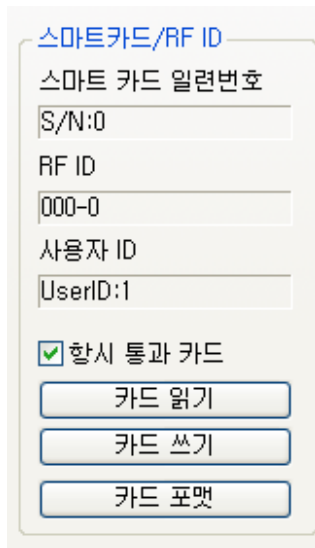 스마트카드/RF ID
스마트 카드 일련번호
S/N:0
RF ID
000-0
사용자 ID
UserID:1
항시 통과 카드
카드 읽기
카드 쓰기
카드 포맷